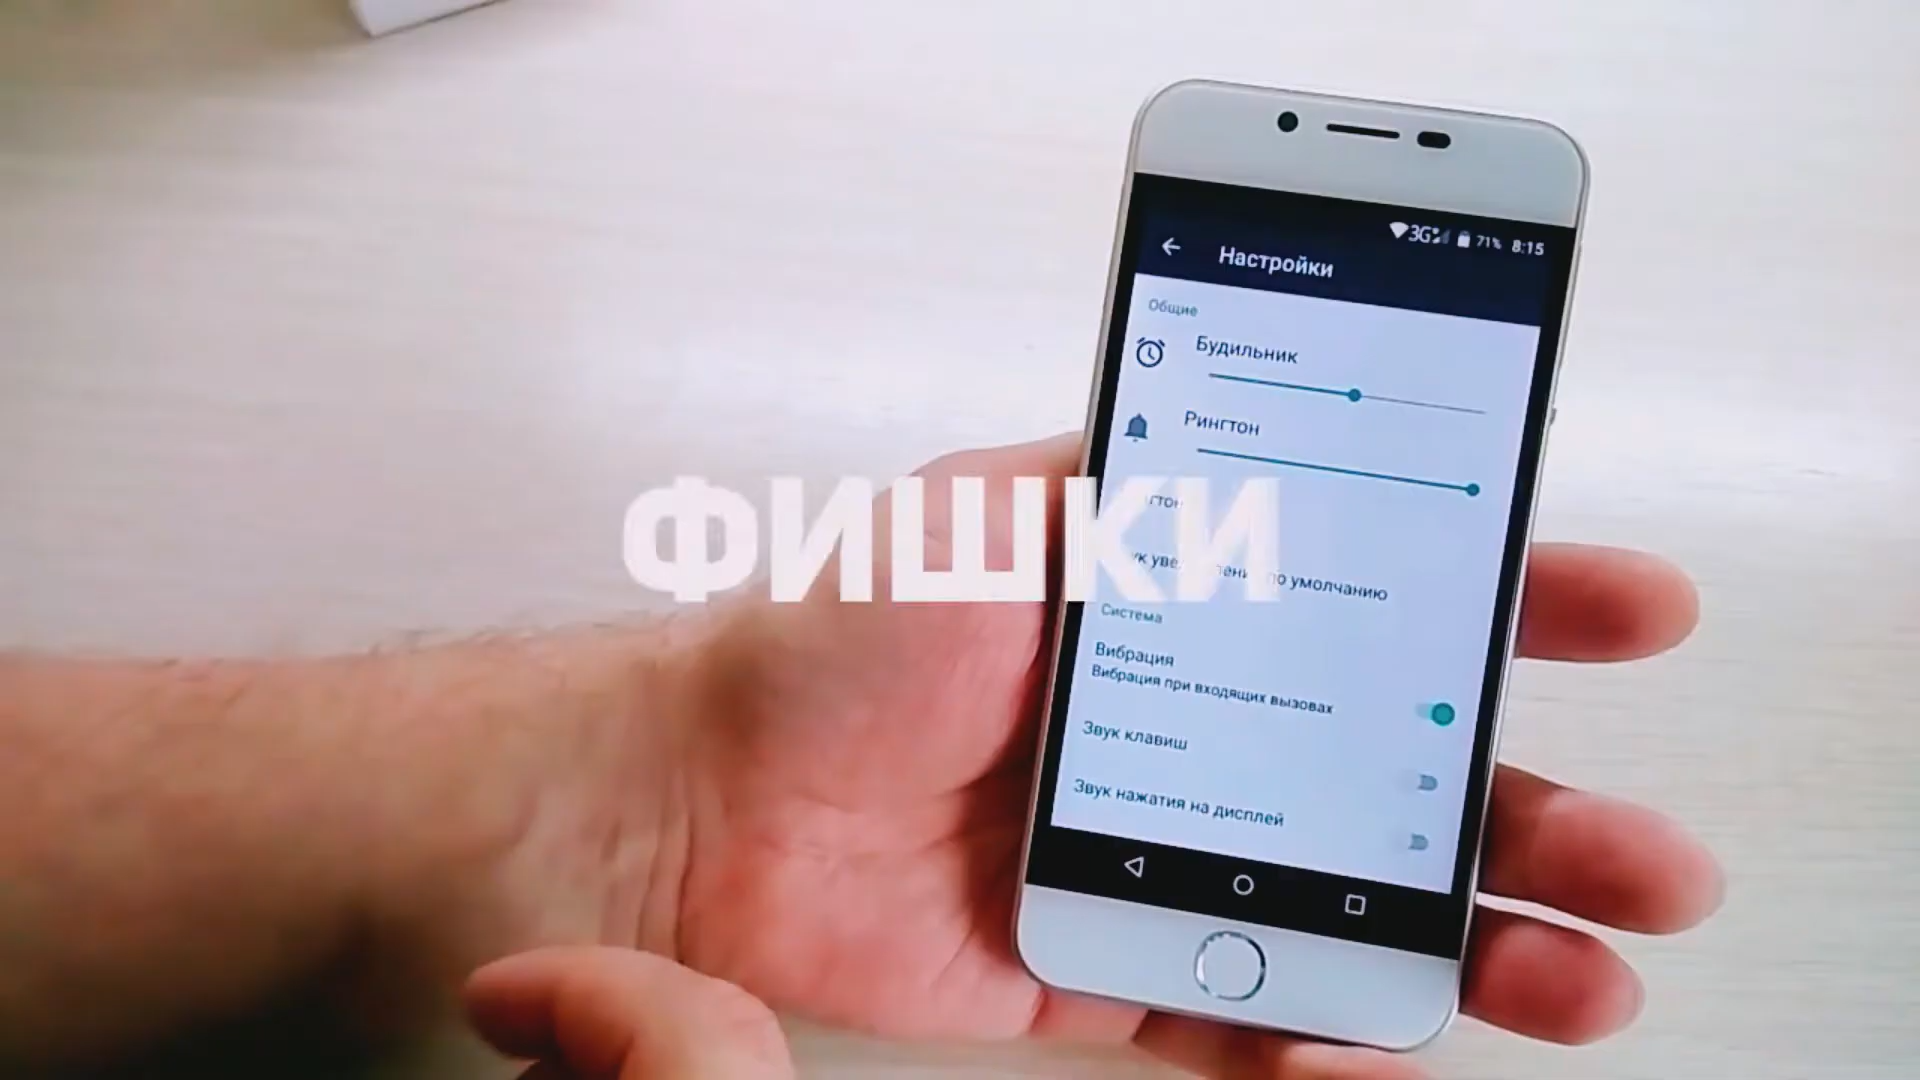 3G 71% 8:15
Настройки
Общие
Будильник
Рингтон
ФИШКИ
по умолчанию
Система
Вибрация
Вибрация при входящих вызовах
Звук клавиш
Звук нажатия на дисплей